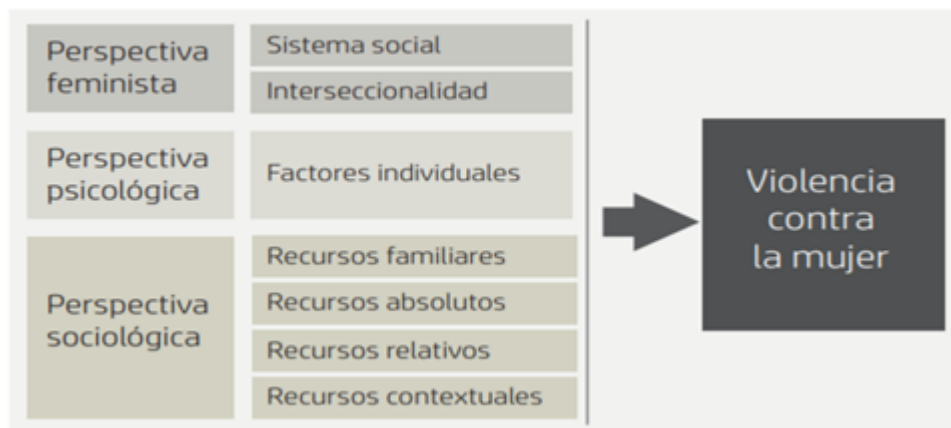 Perspectiva
feminista
Sistema social
Interseccionalidad
Perspectiva
psicológica
Factores individuales
Perspectiva
sociológica
Recursos familiares
Recursos absolutos
Recursos relativos
Recursos contextuales
Violencia
contra
la mujer